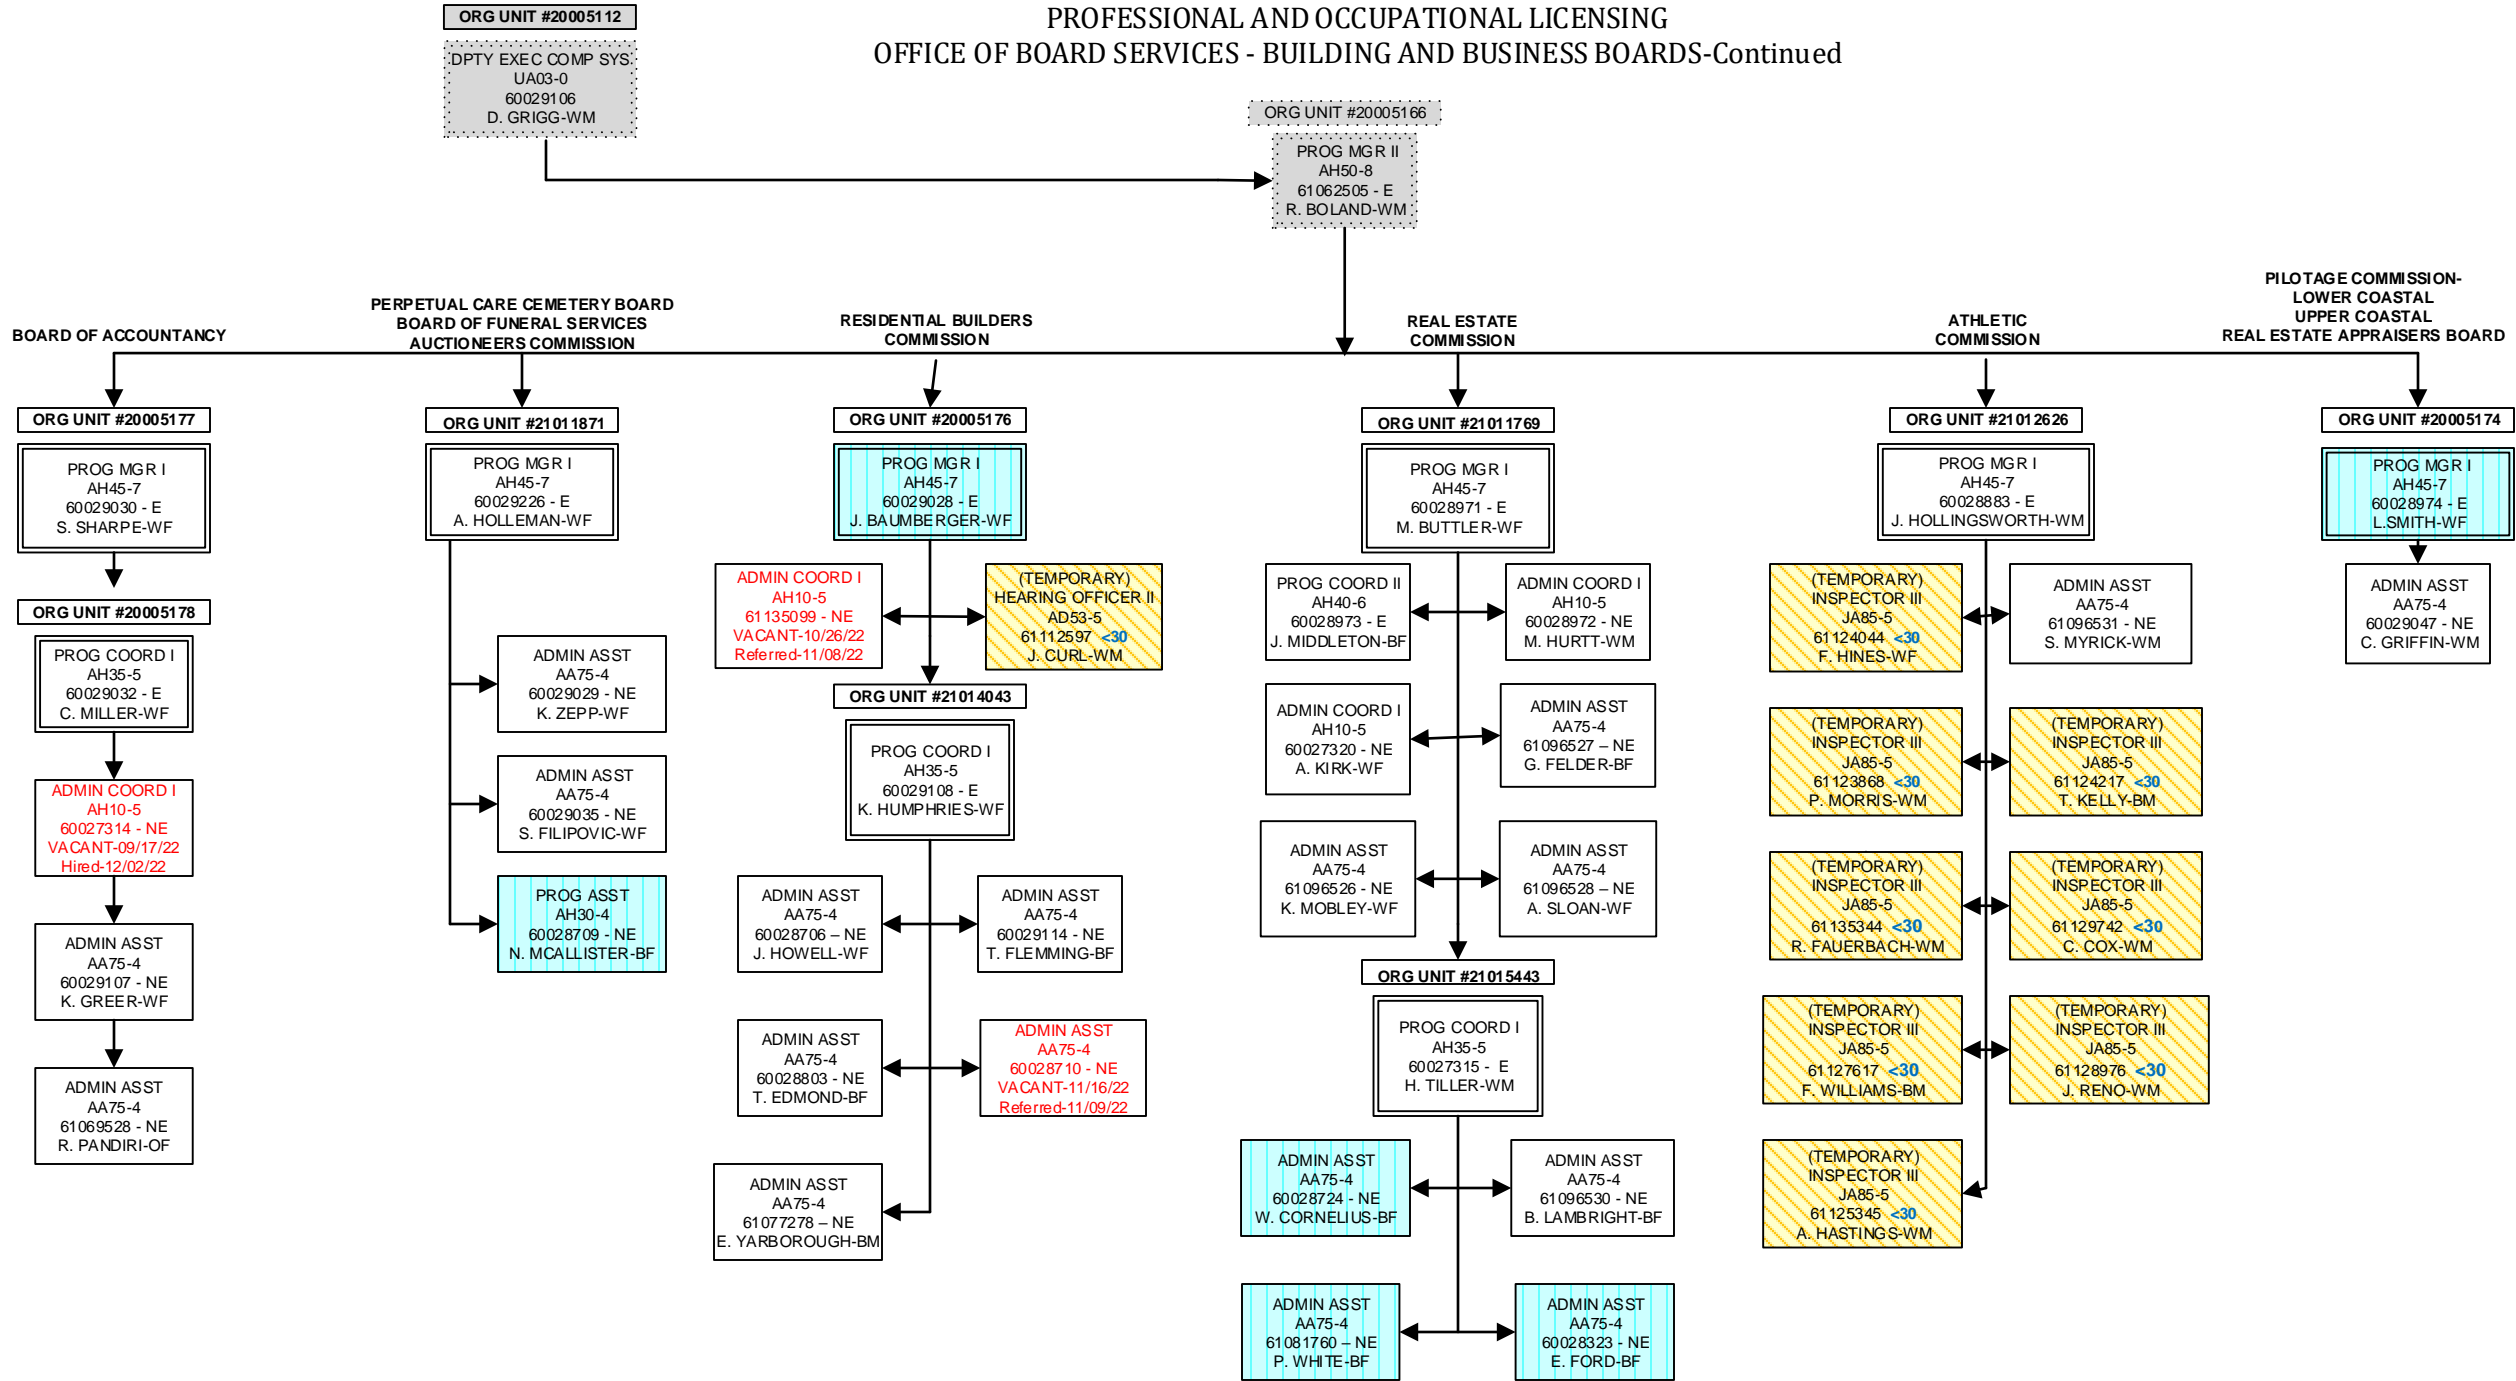 PROFESSIONAL AND OCCUPATIONAL LICENSING
OFFICE OF BOARD SERVICES - BUILDING AND BUSINESS BOARDS-Continued
ORG UNIT #20005112
DPTY EXEC COMP SYS
UA03-0
60029106
D. GRIGG-WM
ORG UNIT #20005166
PROG MGR II
AH50-8
61062505 - E
R. BOLAND-WM
BOARD OF ACCOUNTANCY
ORG UNIT #20005177
PROG MGR I
AH45-7
60029030 - E
S. SHARPE-WF
ORG UNIT #20005178
PROG COORD I
AH35-5
60029032 - E
C. MILLER-WF
ADMIN COORD I
AH10-5
60027314 - NE
VACANT-09/17/22
Hired-12/02/22
ADMIN ASST
AA75-4
60029107 - NE
K. GREER-WF
ADMIN ASST
AA75-4
61069528 - NE
R. PANDIRI-OF
PERPETUAL CARE CEMETERY BOARD
BOARD OF FUNERAL SERVICES
AUCTIONEERS COMMISSION
ORG UNIT #21011871
PROG MGR I
AH45-7
60029226 - E
A. HOLLEMAN-WF
ADMIN ASST
AA75-4
60029029 - NE
K. ZEPP-WF
ADMIN ASST
AA75-4
60029035 - NE
S. FILIPOVIC-WF
PROG ASST
AH30-4
60028709 - NE
N. MCALLISTER-BF
RESIDENTIAL BUILDERS
COMMISSION
ORG UNIT #20005176
PROG MGR I
AH45-7
60029028 - E
J. BAUMBERGER-WF
ADMIN COORD I
AH10-5
61135099 - NE
VACANT-10/26/22
Referred-11/08/22
(TEMPORARY)
HEARING OFFICER II
AD53-5
61112597 <30
J. CURL-WM
ORG UNIT #21014043
PROG COORD I
AH35-5
60029108 - E
K. HUMPHRIES-WF
ADMIN ASST
AA75-4
60028706 – NE
J. HOWELL-WF
ADMIN ASST
AA75-4
60029114 - NE
T. FLEMMING-BF
ADMIN ASST
AA75-4
60028803 - NE
T. EDMOND-BF
ADMIN ASST
AA75-4
60028710 - NE
VACANT-11/16/22
Referred-11/09/22
ADMIN ASST
AA75-4
61077278 – NE
E. YARBOROUGH-BM
REAL ESTATE
COMMISSION
ORG UNIT #21011769
PROG MGR I
AH45-7
60028971 - E
M. BUTTLER-WF
PROG COORD II
AH40-6
60028973 - E
J. MIDDLETON-BF
ADMIN COORD I
AH10-5
60028972 - NE
M. HURTT-WM
ADMIN COORD I
AH10-5
60027320 - NE
A. KIRK-WF
ADMIN ASST
AA75-4
61096527 – NE
G. FELDER-BF
ADMIN ASST
AA75-4
61096526 - NE
K. MOBLEY-WF
ADMIN ASST
AA75-4
61096528 – NE
A. SLOAN-WF
ORG UNIT #21015443
PROG COORD I
AH35-5
60027315 - E
H. TILLER-WM
ADMIN ASST
AA75-4
60028724 - NE
W. CORNELIUS-BF
ADMIN ASST
AA75-4
61096530 - NE
B. LAMBRIGHT-BF
ADMIN ASST
AA75-4
61081760 – NE
P. WHITE-BF
ADMIN ASST
AA75-4
60028323 - NE
E. FORD-BF
ATHLETIC
COMMISSION
ORG UNIT #21012626
PROG MGR I
AH45-7
60028883 - E
J. HOLLINGSWORTH-WM
(TEMPORARY)
INSPECTOR III
JA85-5
61124044 <30
F. HINES-WF
ADMIN ASST
AA75-4
61096531 - NE
S. MYRICK-WM
(TEMPORARY)
INSPECTOR III
JA85-5
61123868 <30
P. MORRIS-WM
(TEMPORARY)
INSPECTOR III
JA85-5
61124217 <30
T. KELLY-BM
(TEMPORARY)
INSPECTOR III
JA85-5
61135344 <30
R. FAUERBACH-WM
(TEMPORARY)
INSPECTOR III
JA85-5
61129742 <30
C. COX-WM
(TEMPORARY)
INSPECTOR III
JA85-5
61127617 <30
F. WILLIAMS-BM
(TEMPORARY)
INSPECTOR III
JA85-5
61128976 <30
J. RENO-WM
(TEMPORARY)
INSPECTOR III
JA85-5
61125345 <30
A. HASTINGS-WM
PILOTAGE COMMISSION-
LOWER COASTAL
UPPER COASTAL
REAL ESTATE APPRAISERS BOARD
ORG UNIT #20005174
PROG MGR I
AH45-7
60028974 - E
L.SMITH-WF
ADMIN ASST
AA75-4
60029047 - NE
C. GRIFFIN-WM